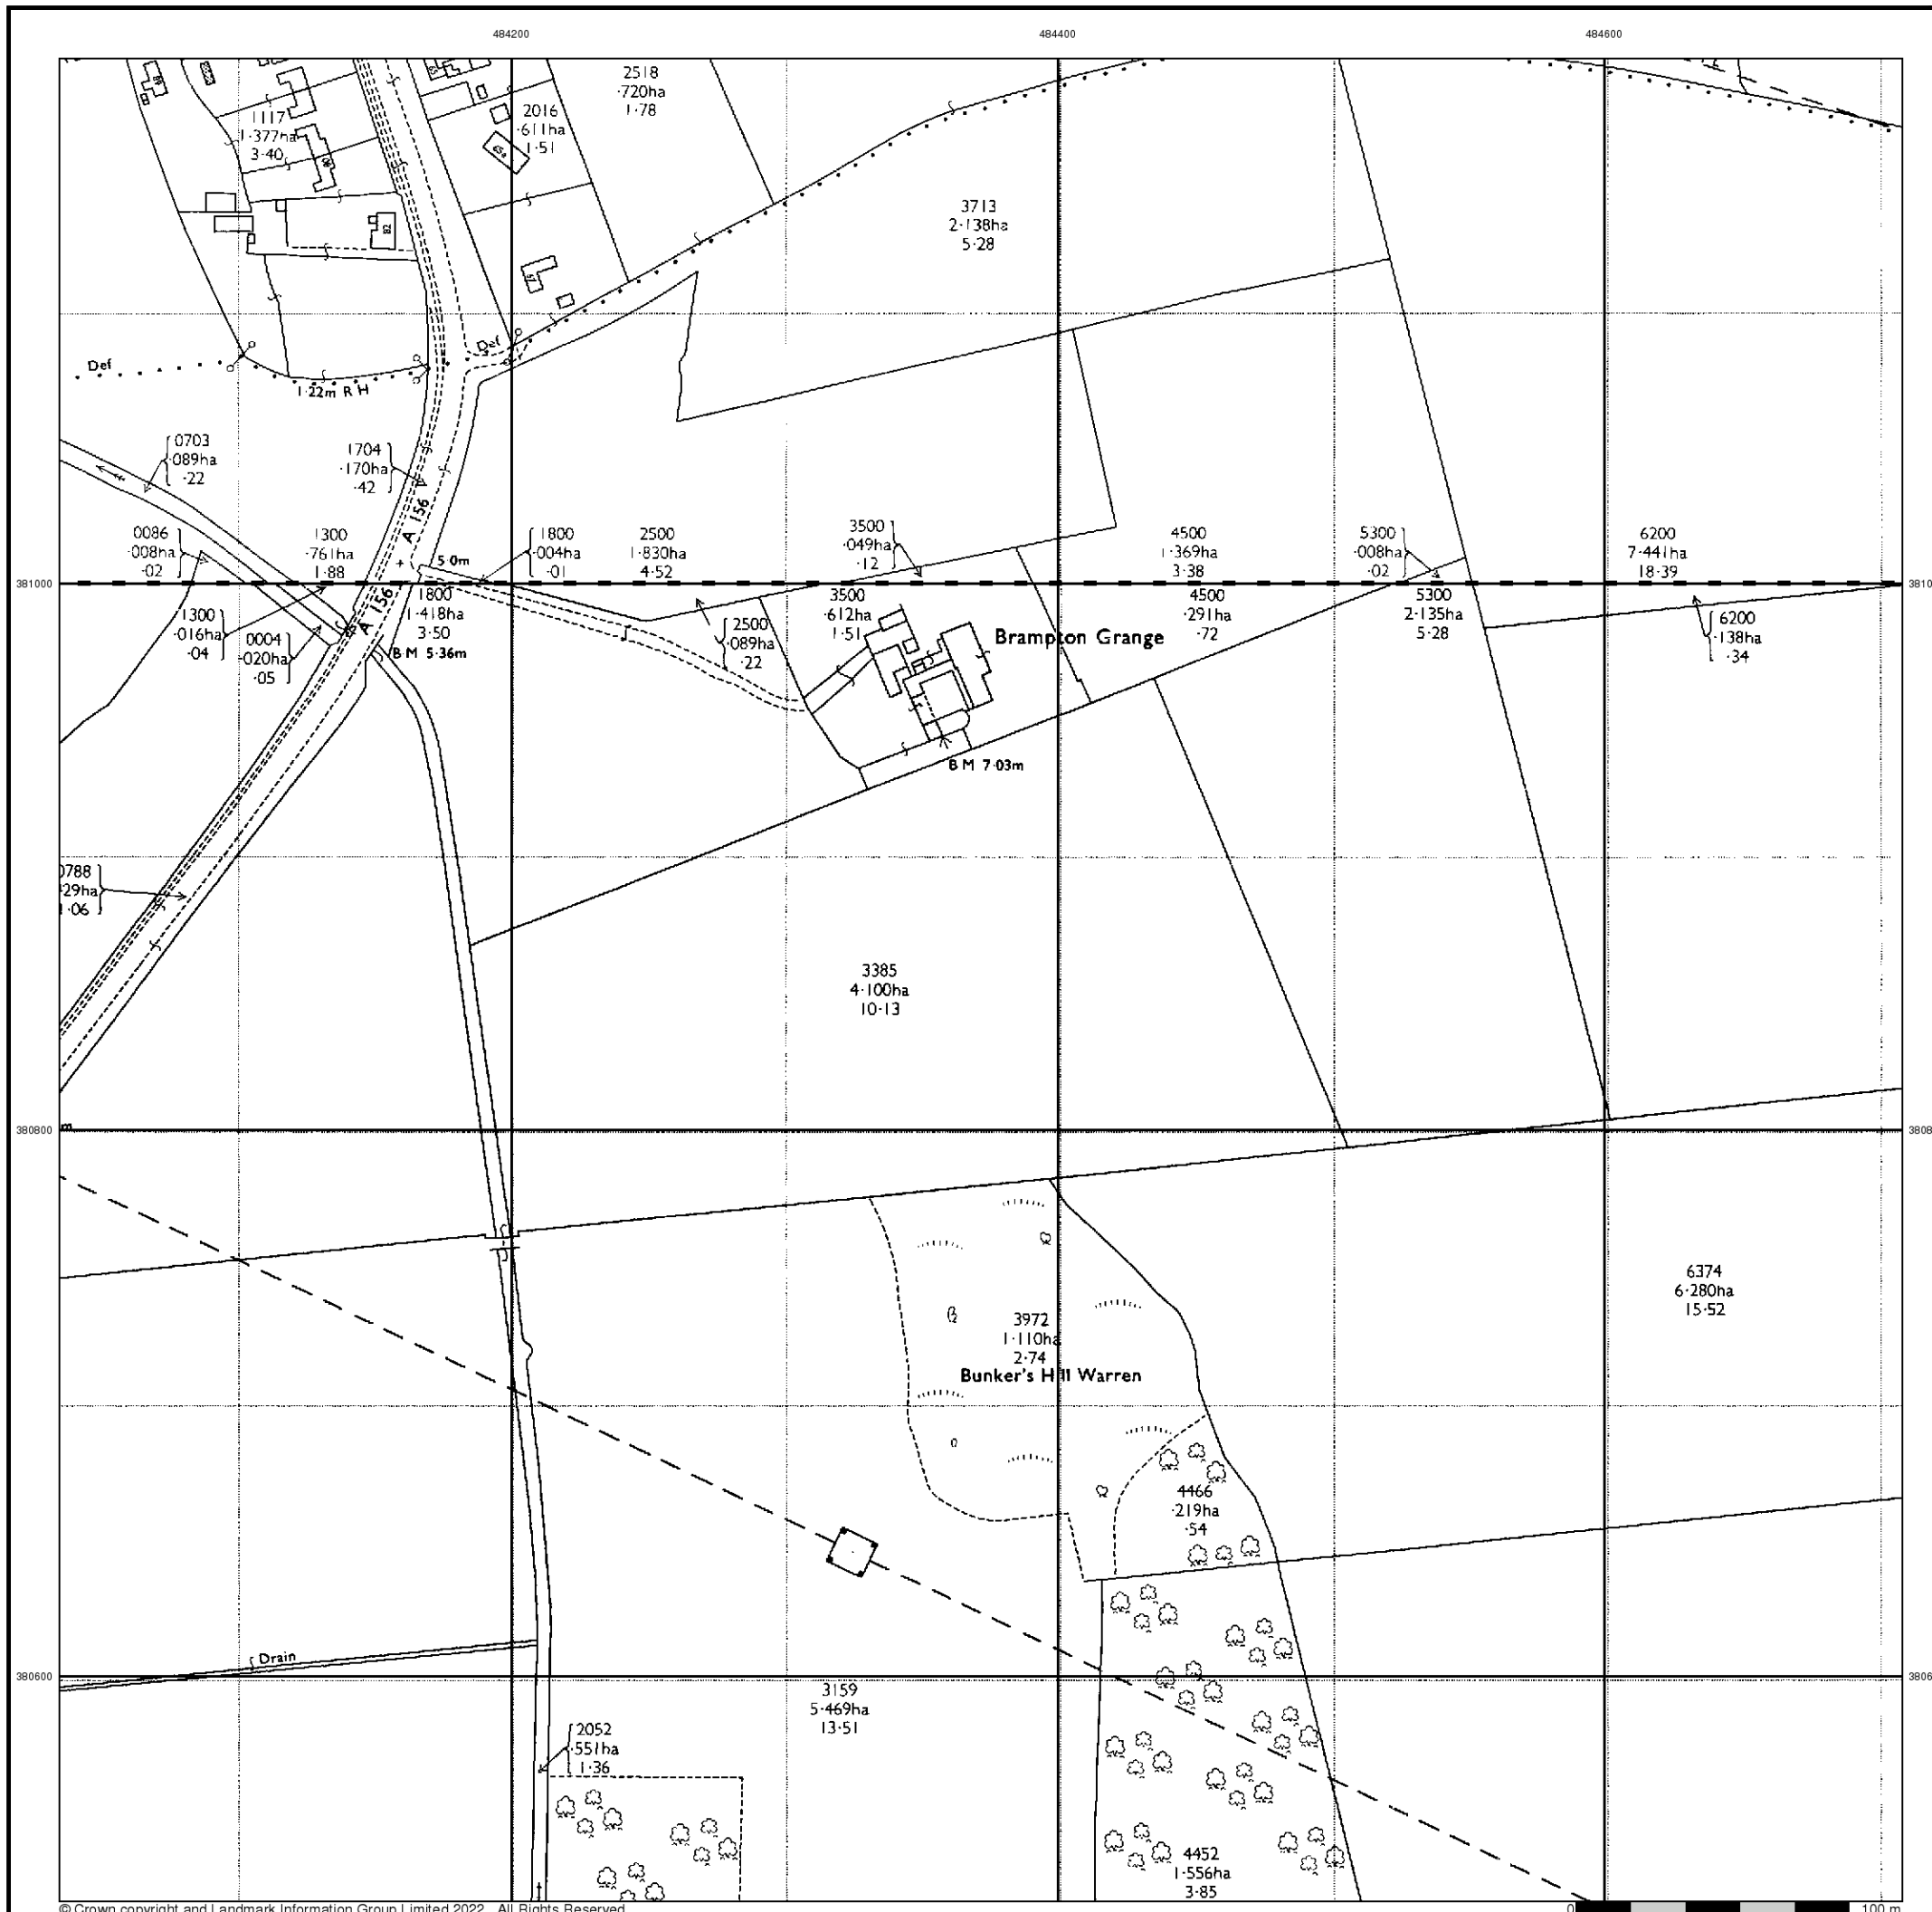 484200
484400
484600
2518
·720ha
1·78
2016
·611ha
1·51
1117
1·377ha
3·40
82
3713
2·138ha
5·28
Def
Def
1·22m R H
0703
·089ha
·22
1704
·170ha
·42
A 156
0086
·008ha
·02
1300
·761ha
1·88
5·0m
1800
·004ha
·01
2500
1·830ha
4·52
3500
·049ha
·12
4500
1·369ha
3·38
5300
·008ha
·02
6200
7·441ha
18·39
381000
3810
1300
·016ha
·04
0004
·020ha
·05
A 156
1800
1·418ha
3·50
B M 5·36m
2500
·089ha
·22
3500
·612ha
1·51
Brampton Grange
4500
·291ha
·72
5300
2·135ha
5·28
6200
·138ha
·34
B M 7·03m
0788
·29ha
1·06
3385
4·100ha
10·13
380800
3808
m
6374
6·280ha
15·52
3972
1·110ha
2·74
Bunker's Hill Warren
4466
·219ha
·54
Drain
380600
3806
3159
5·469ha
13·51
2052
·551ha
1·36
4452
1·556ha
3·85
© Crown copyright and Landmark Information Group Limited 2022. All Rights Reserved
0
100 m